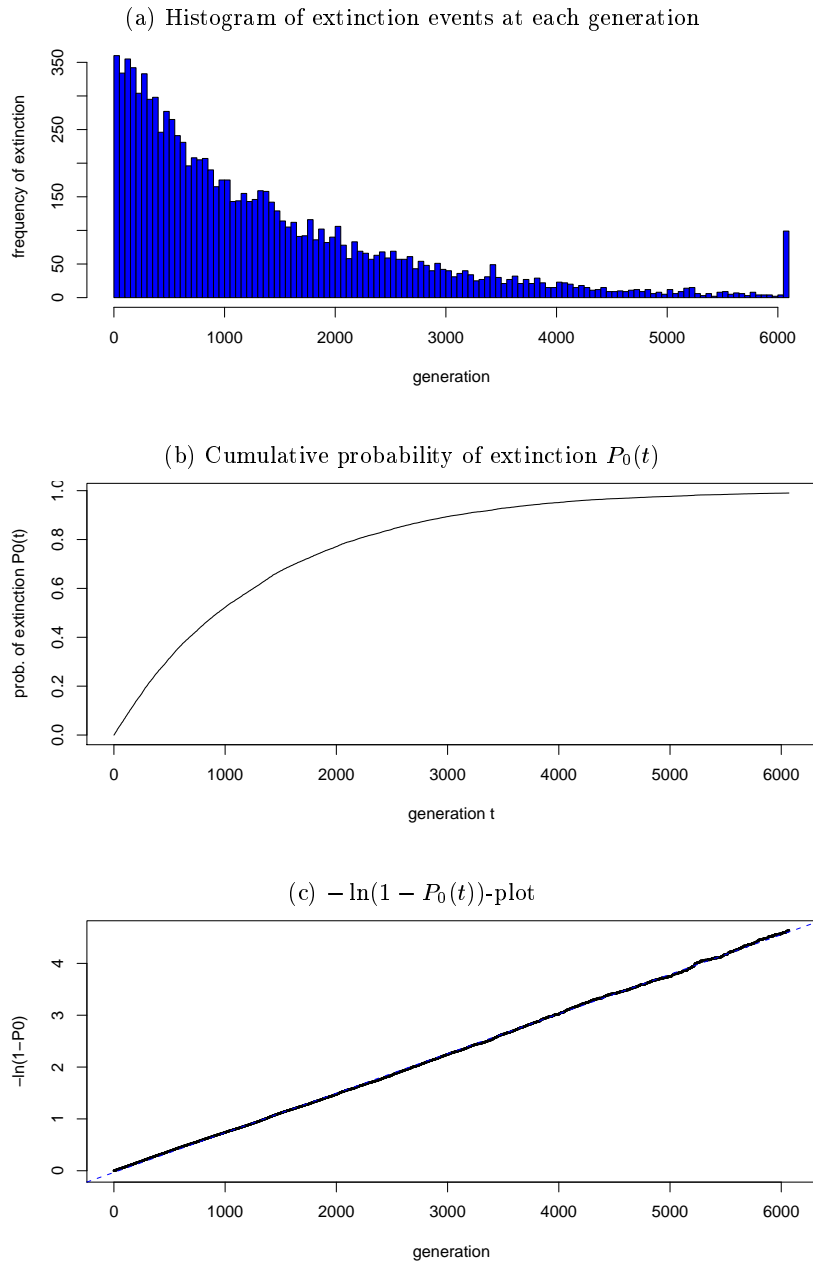 (a) Histogram of extinction events at each generation
frequency of extinction
350
150
50
0
0 1000 2000 3000 4000 5000 6000
generation
(b) Cumulative probability of extinction P₀(t)
prob. of extinction P0(t)
1.0
0.8
0.6
0.4
0.2
0.0
0 1000 2000 3000 4000 5000 6000
generation t
(c) − ln(1 − P₀(t))-plot
−ln(1−P0)
4
3
2
1
0
0 1000 2000 3000 4000 5000 6000
generation